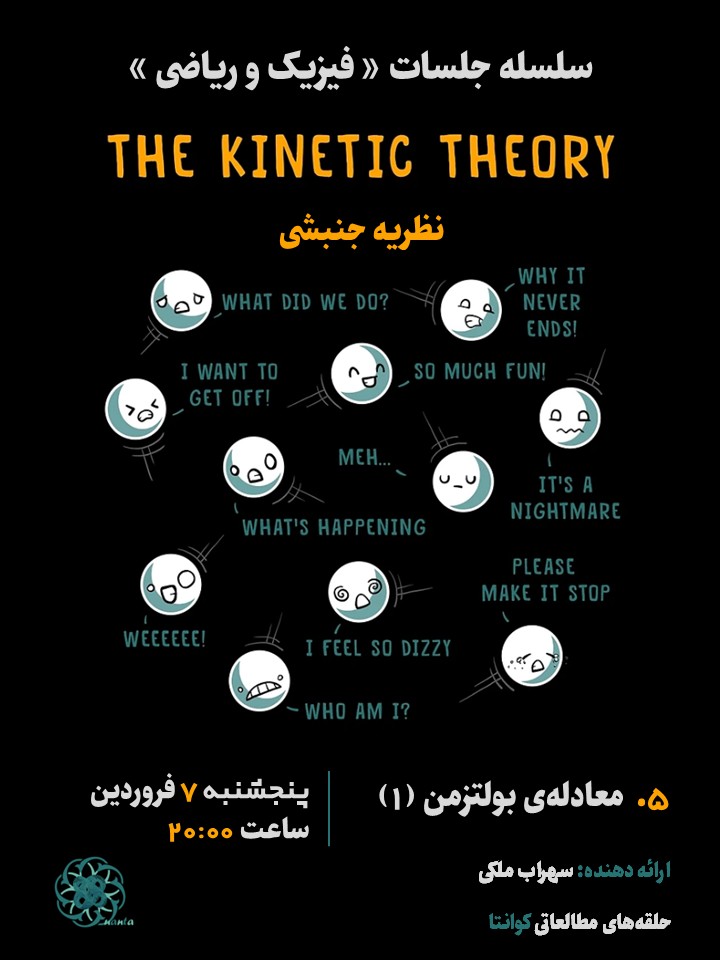 سلسله جلسات « فیزیک و ریاضی »
THE KINETIC THEORY
نظریه جنبشی
WHAT DID WE DO?
WHY IT
NEVER
ENDS!
I WANT TO
GET OFF!
SO MUCH FUN!
MEH...
IT'S A
NIGHTMARE
WHAT'S HAPPENING
PLEASE
MAKE IT STOP
WEEEEEE!
I FEEL SO DIZZY
WHO AM I?
۰۵ معادله‌ی بولتزمن (۱)
پنجشنبه ۷ فروردین
ساعت ۲۰:۰۰
ارائه دهنده: سهراب ملکی
حلقه‌های مطالعاتی کوانتا